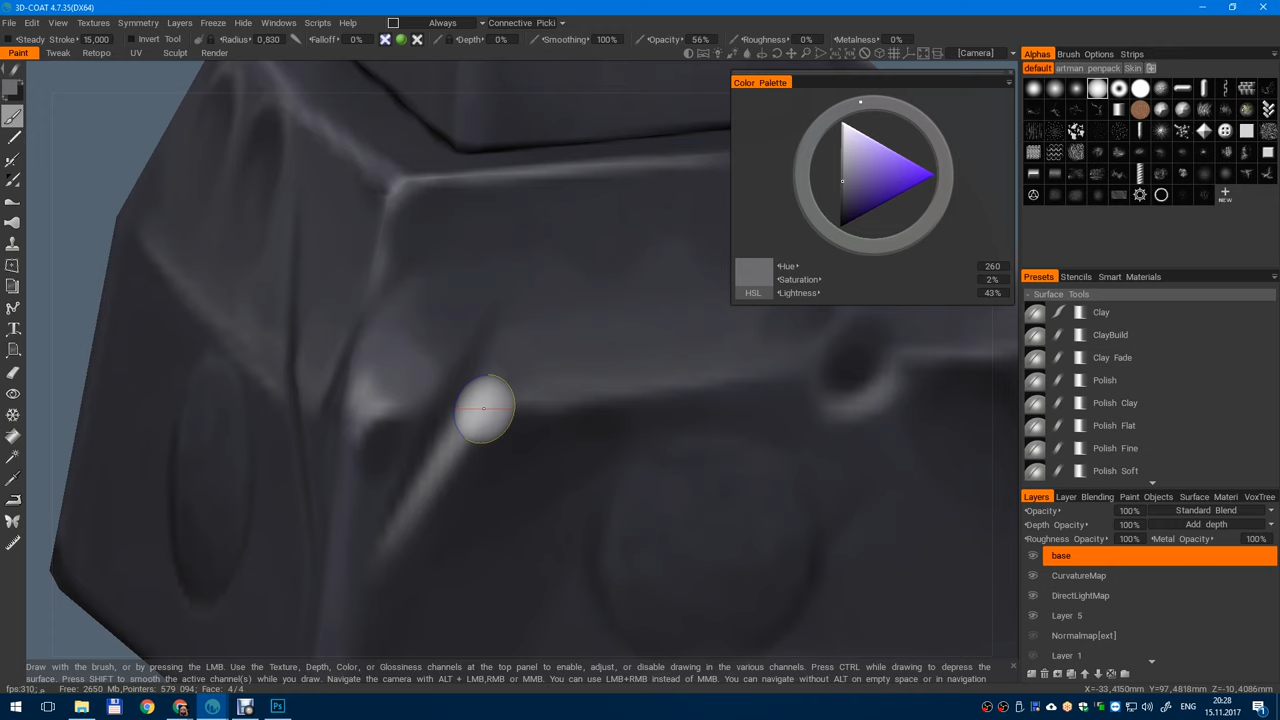 3D-COAT 4.7.35(DX64)
File Edit View Textures Symmetry Layers Freeze Hide Windows Scripts Help Always Connective Picki
Steady Stroke 15,000 Invert Tool Radius 0,830 Falloff 0% Depth 0% Smoothing 100% Opacity 56% Roughness 0% Metalness 0%
Paint Tweak Retopo UV Sculpt Render [Camera]
Color Palette
Hue 260
Saturation 2%
HSL Lightness 43%
Alphas Brush Options Strips
default artman penpack Skin
NEW
Presets Stencils Smart Materials
- Surface Tools
Clay
ClayBuild
Clay Fade
Polish
Polish Clay
Polish Flat
Polish Fine
Polish Soft
Layers Layer Blending Paint Objects Surface Materi VoxTree
Opacity 100% Standard Blend
Depth Opacity 100% Add depth
Roughness Opacity 100% Metal Opacity 100%
base
CurvatureMap
DirectLightMap
Layer 5
Normalmap[ext]
Layer 1
Draw with the brush, or by pressing the LMB. Use the Texture, Depth, Color, or Glossiness channels at the top panel to enable, adjust, or disable drawing in the various channels. Press CTRL while drawing to depress the
surface. Press SHIFT to smooth the active channel(s) while you draw. Navigate the camera with ALT + LMB,RMB or MMB. You can use LMB+RMB instead of MMB. You can navigate without ALT on empty space or in navigation
fps:310; Free: 2650 Mb,Points: 579 094; Face: 4/4 X=-33,4150mm Y=97,4818mm Z=-10,4086mm
Ps
ENG
20:28
15.11.2017